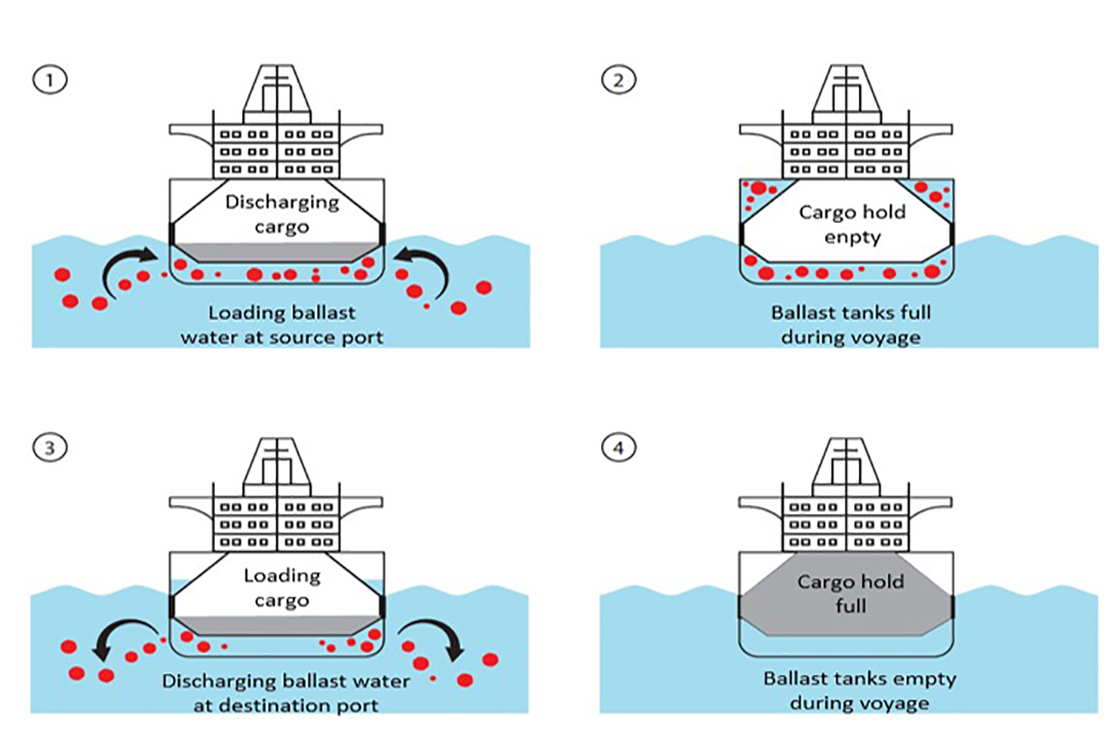 1
Discharging
cargo
Loading ballast
water at source port
2
Cargo hold
enpty
Ballast tanks full
during voyage
3
Loading
cargo
Discharging ballast water
at destination port
4
Cargo hold
full
Ballast tanks empty
during voyage